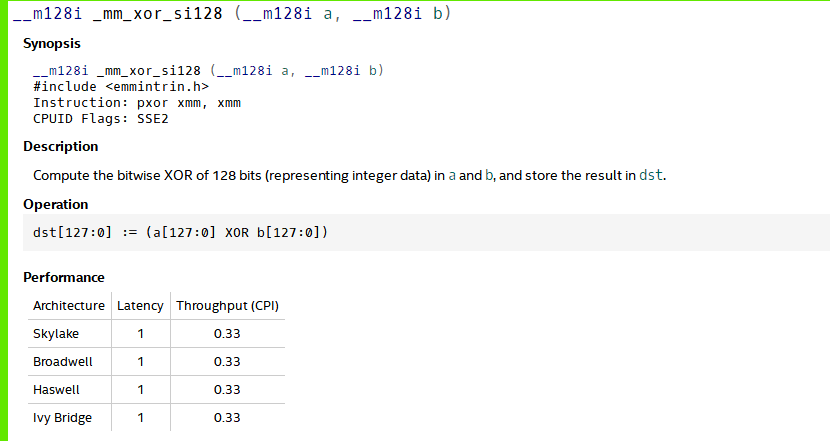 __m128i _mm_xor_si128 (__m128i a, __m128i b)
Synopsis
__m128i _mm_xor_si128 (__m128i a, __m128i b)
#include <emmintrin.h>
Instruction: pxor xmm, xmm
CPUID Flags: SSE2
Description
Compute the bitwise XOR of 128 bits (representing integer data) in a and b, and store the result in dst.
Operation
dst[127:0] := (a[127:0] XOR b[127:0])
Performance
Architecture Latency Throughput (CPI)
Skylake 1 0.33
Broadwell 1 0.33
Haswell 1 0.33
Ivy Bridge 1 0.33